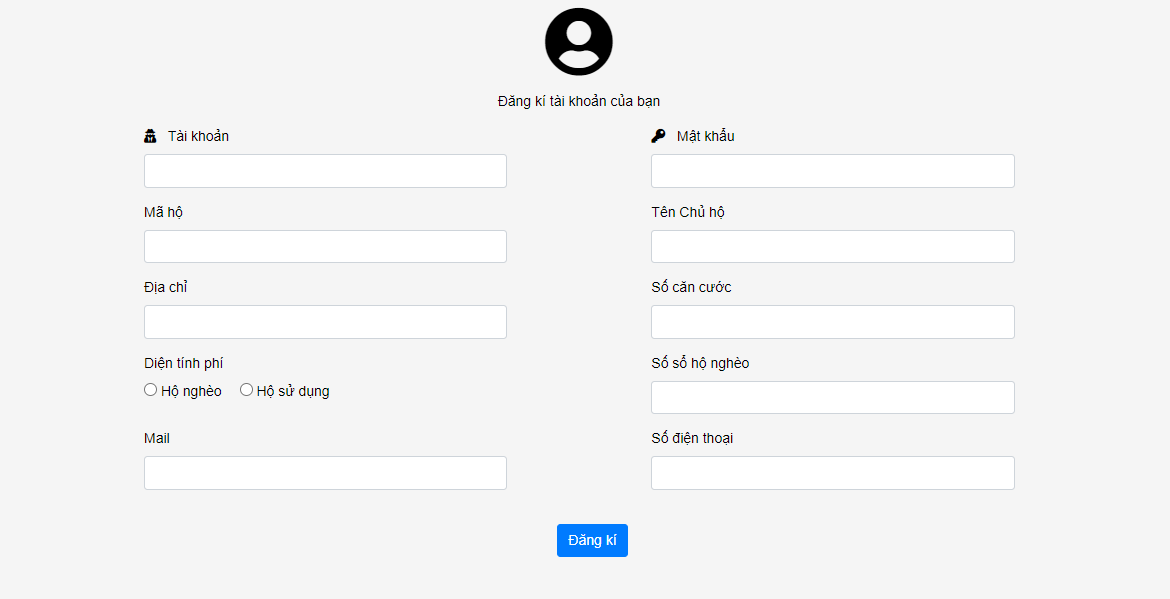 Đăng kí tài khoản của bạn
Tài khoản
Mật khẩu
Mã hộ
Tên Chủ hộ
Địa chỉ
Số căn cước
Diện tính phí
Số sổ hộ nghèo
Hộ nghèo Hộ sử dụng
Mail
Số điện thoại
Đăng kí